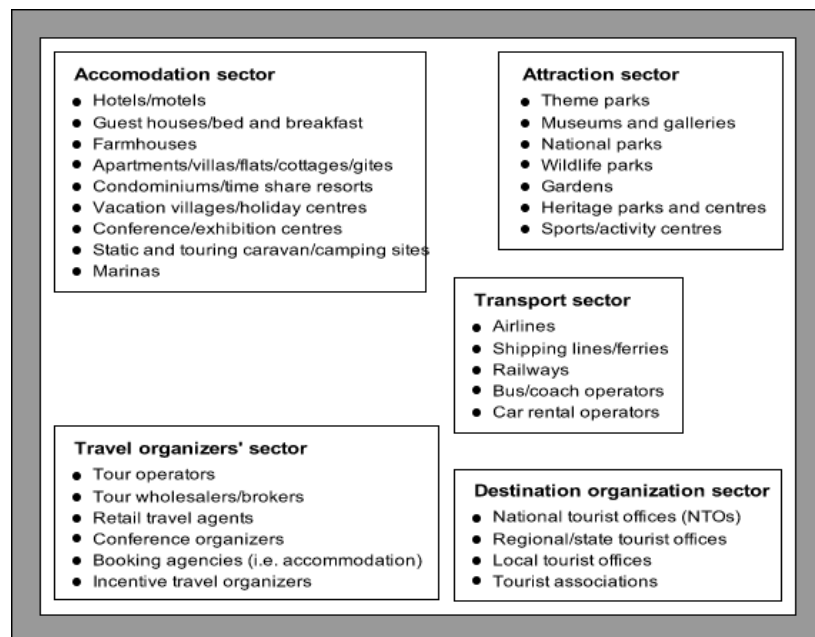 Accomodation sector
● Hotels/motels
● Guest houses/bed and breakfast
● Farmhouses
● Apartments/villas/flats/cottages/gites
● Condominiums/time share resorts
● Vacation villages/holiday centres
● Conference/exhibition centres
● Static and touring caravan/camping sites
● Marinas
Attraction sector
● Theme parks
● Museums and galleries
● National parks
● Wildlife parks
● Gardens
● Heritage parks and centres
● Sports/activity centres
Transport sector
● Airlines
● Shipping lines/ferries
● Railways
● Bus/coach operators
● Car rental operators
Travel organizers' sector
● Tour operators
● Tour wholesalers/brokers
● Retail travel agents
● Conference organizers
● Booking agencies (i.e. accommodation)
● Incentive travel organizers
Destination organization sector
● National tourist offices (NTOs)
● Regional/state tourist offices
● Local tourist offices
● Tourist associations